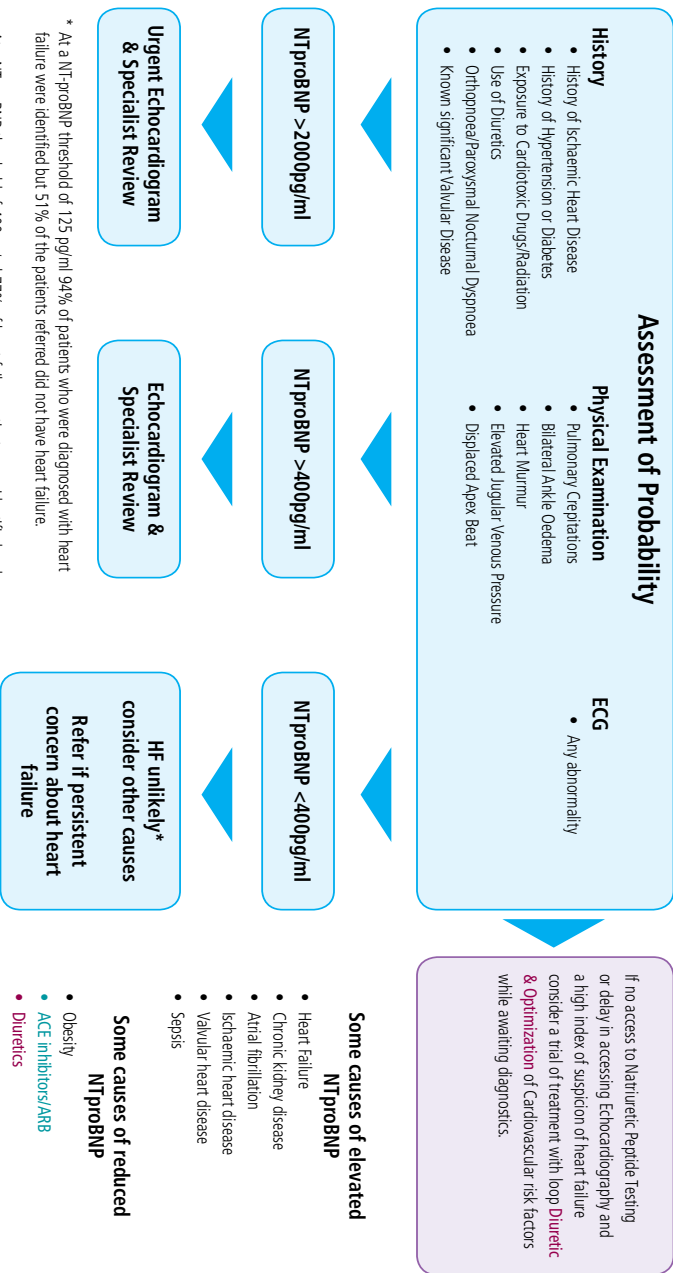 Assessment of Probability
History
• History of Ischaemic Heart Disease
• History of Hypertension or Diabetes
• Exposure to Cardiotoxic Drugs/Radiation
• Use of Diuretics
• Orthopnoea/Paroxysmal Nocturnal Dyspnoea
• Known significant Valvular Disease
Physical Examination
• Pulmonary Crepitations
• Bilateral Ankle Oedema
• Heart Murmur
• Elevated Jugular Venous Pressure
• Displaced Apex Beat
ECG
• Any abnormality
If no access to Natriuretic Peptide Testing
or delay in accessing Echocardiography and
a high index of suspicion of heart failure
consider a trial of treatment with loop Diuretic
& Optimization of Cardiovascular risk factors
while awaiting diagnostics.
NTproBNP >2000pg/ml
NTproBNP >400pg/ml
NTproBNP <400pg/ml
Urgent Echocardiogram
& Specialist Review
Echocardiogram &
Specialist Review
HF unlikely*
consider other causes
Refer if persistent
concern about heart
failure
Some causes of elevated
NTproBNP
• Heart Failure
• Chronic kidney disease
• Atrial fibrillation
• Ischaemic heart disease
• Valvular heart disease
• Sepsis
Some causes of reduced
NTproBNP
• Obesity
• ACE inhibitors/ARB
• Diuretics
* At a NT-proBNP threshold of 125 pg/ml 94% of patients who were diagnosed with heart
failure were identified but 51% of the patients referred did not have heart failure.